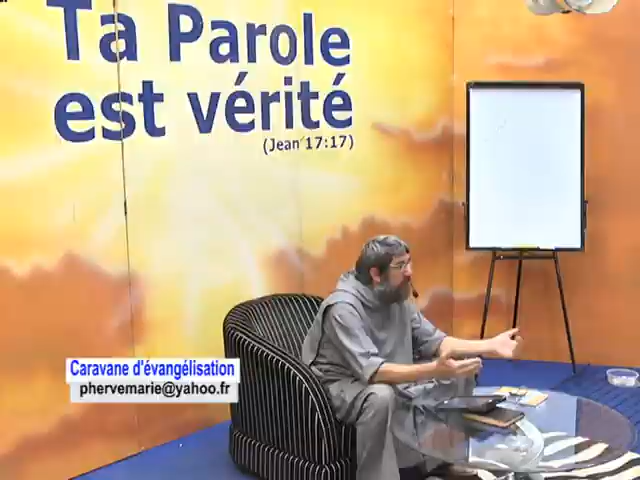 Ta Parole
est vérité
(Jean 17:17)
Caravane d'évangélisation
phervemarie@yahoo.fr